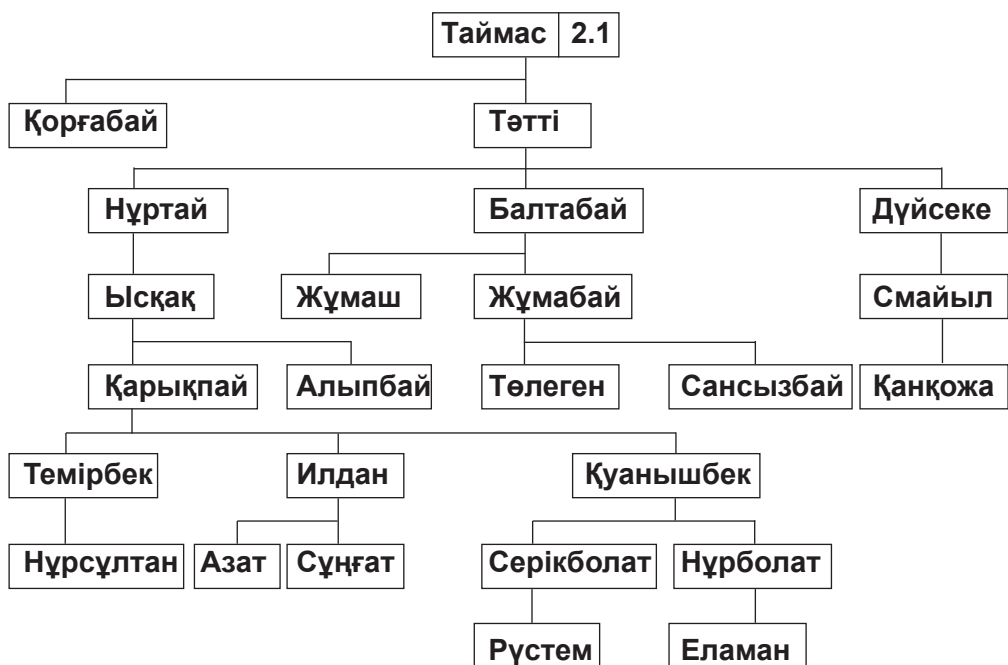 Таймас 2.1
Қорғабай Тәтті
Нұртай Балтабай Дүйсеке
Ысқақ Жұмаш Жұмабай Смайыл
Қарықпай Алыпбай Төлеген Сансызбай Қанқожа
Темірбек Илдан Қуанышбек
Нұрсұлтан Азат Сұңғат Серікболат Нұрболат
Рүстем Еламан